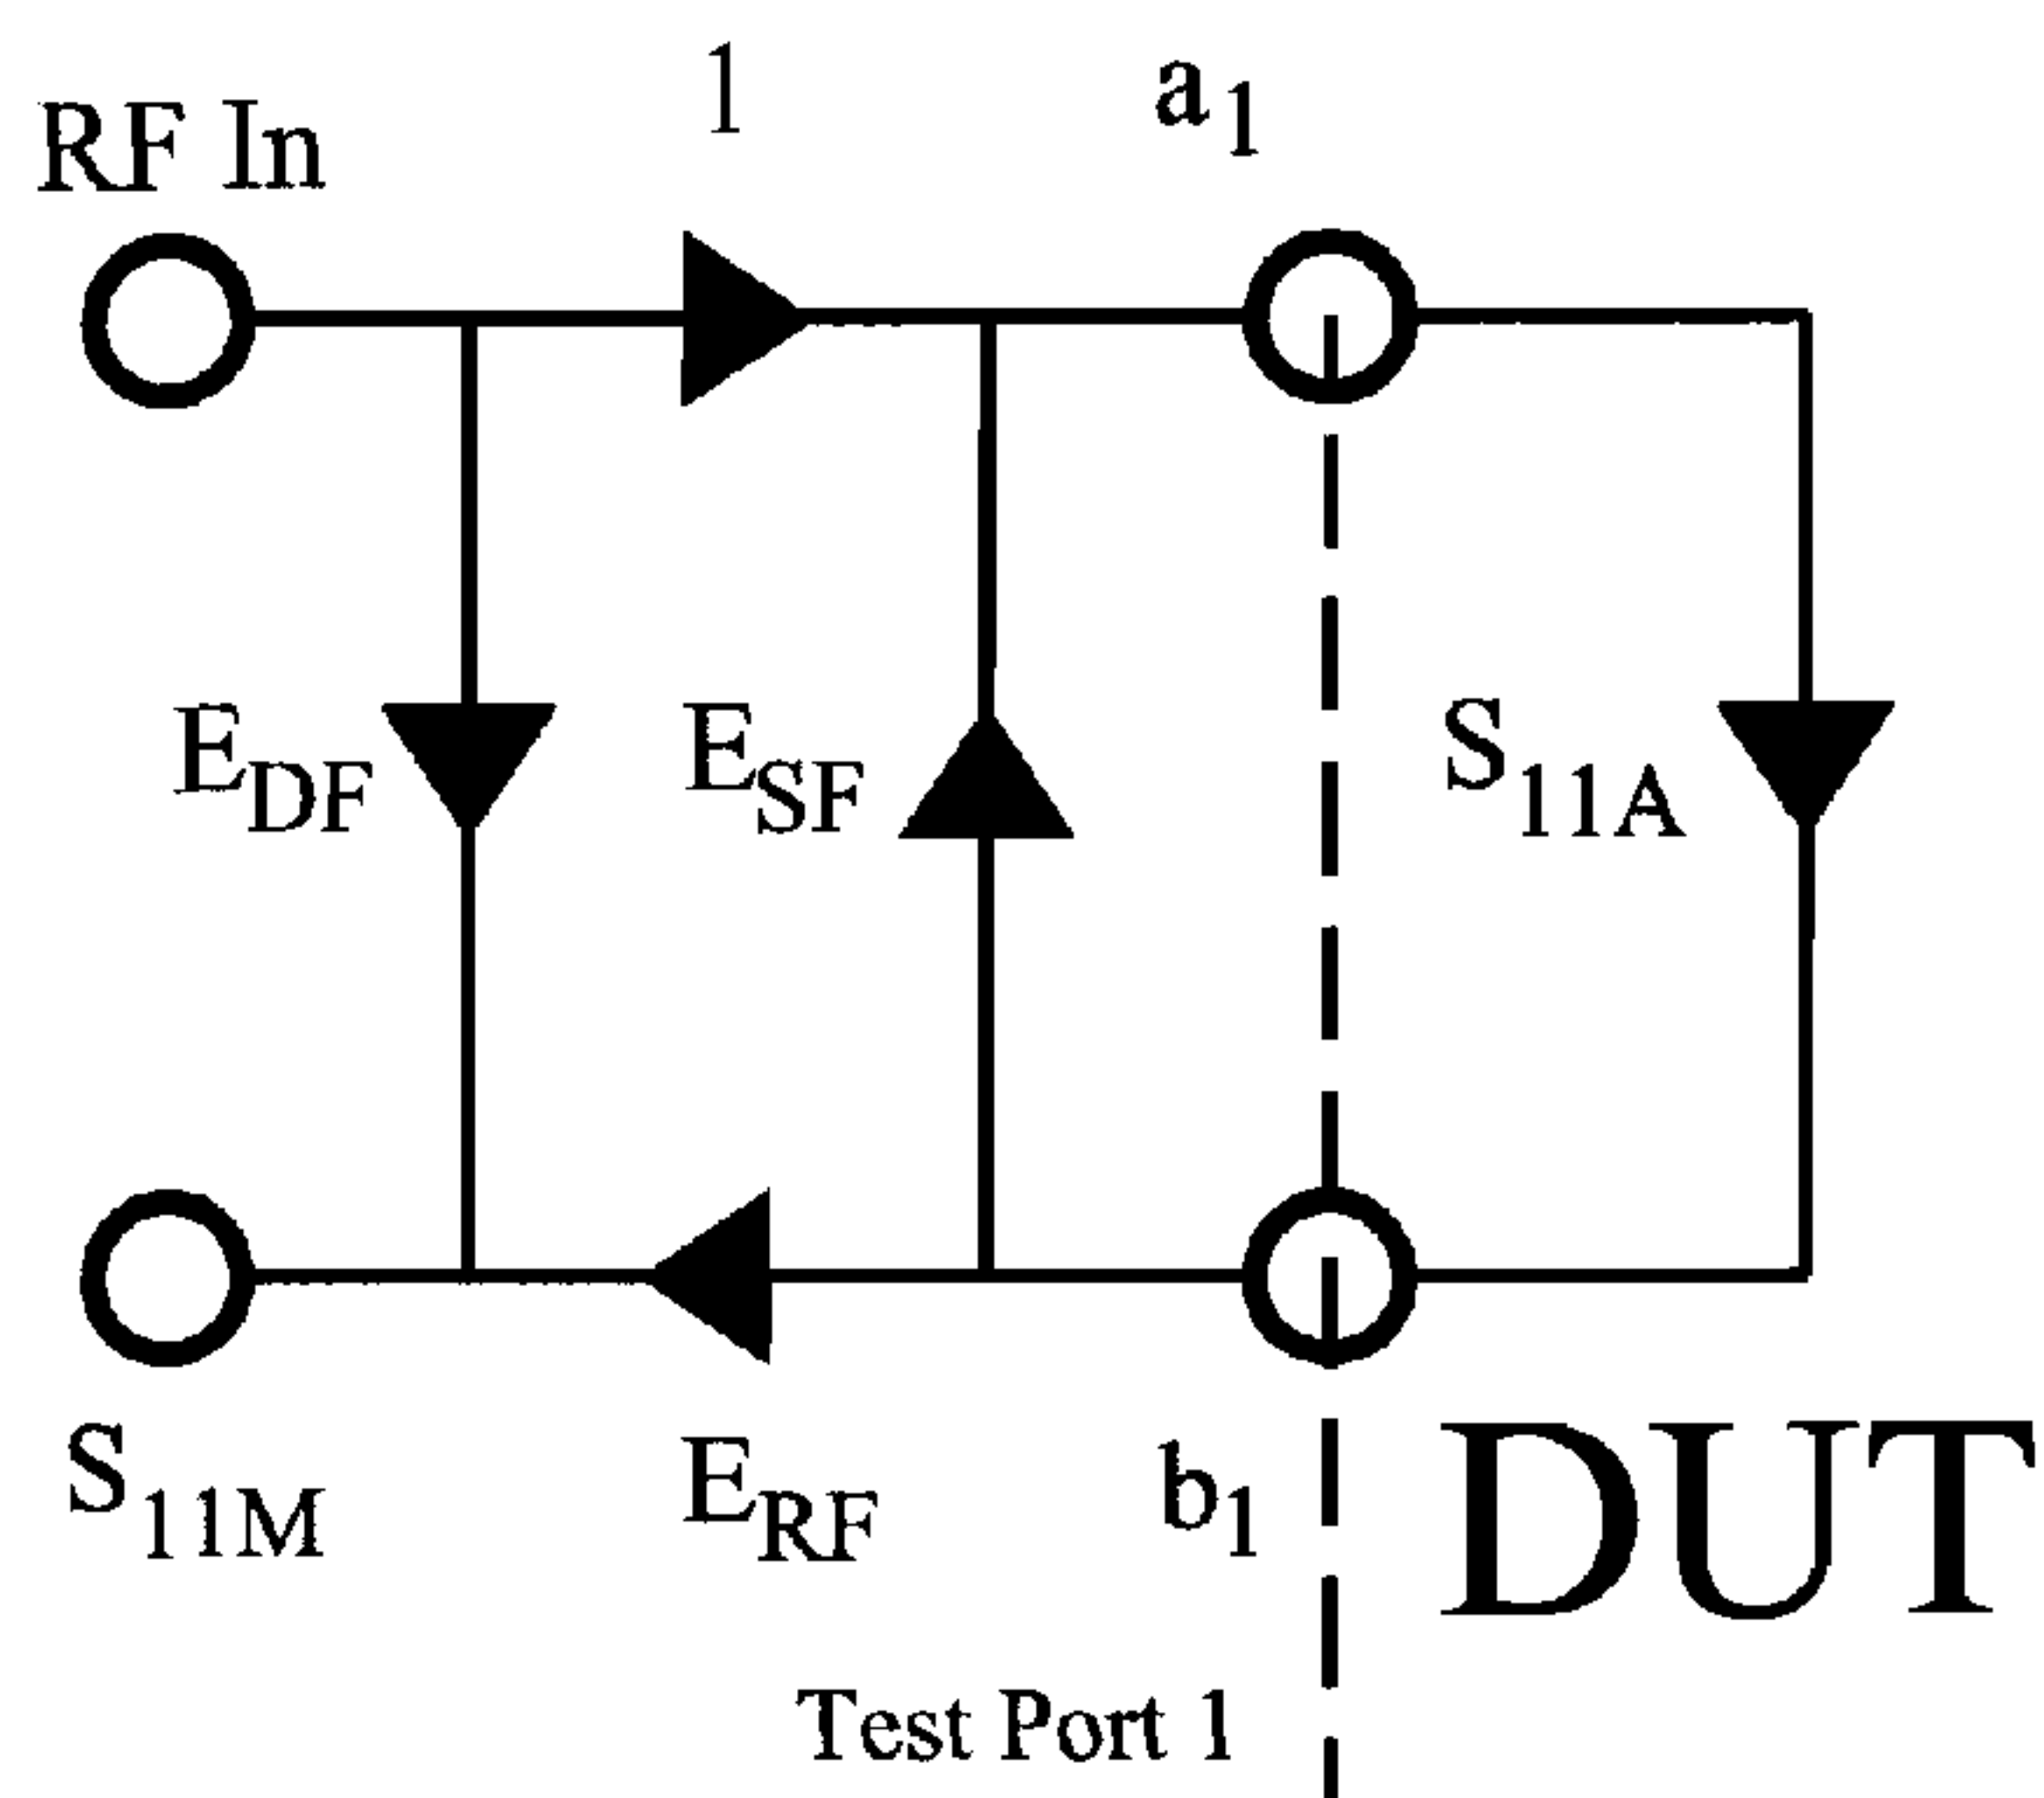 RF In
1
a1
EDF
ESF
S11A
S11M
ERF
b1
DUT
Test Port 1